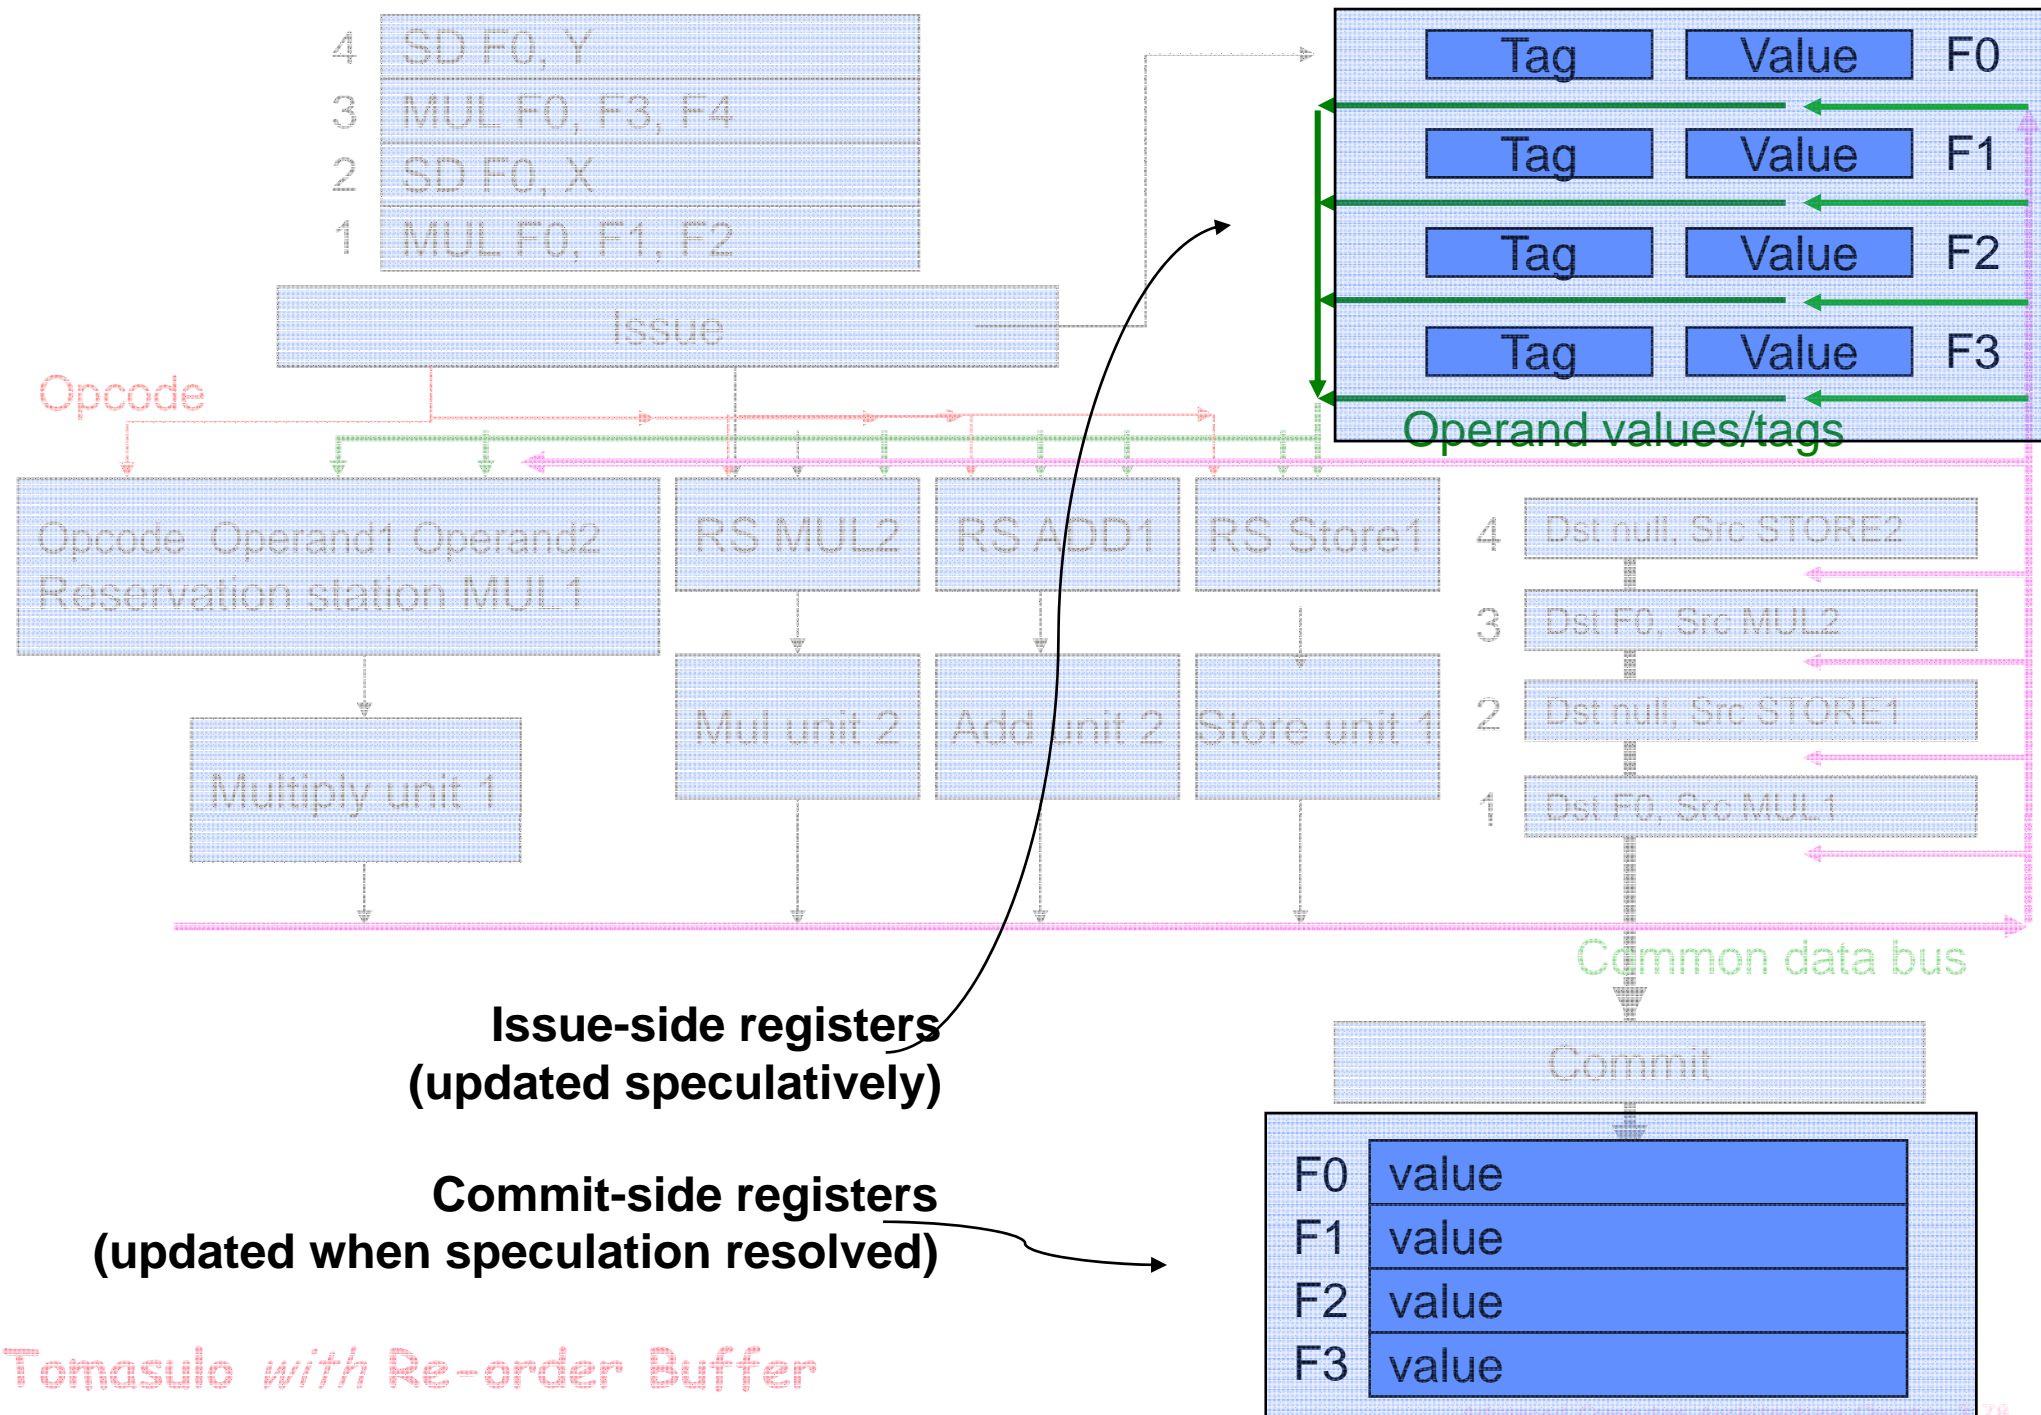 4 SD F0, Y
3 MUL F0, F3, F4
2 SD F0, X
1 MUL F0, F1, F2
Issue
Tag Value F0
Tag Value F1
Tag Value F2
Tag Value F3
Operand values/tags
Opcode
Opcode Operand1 Operand2
Reservation station MUL1
RS MUL2
RS ADD1
RS Store1
Multiply unit 1
Mul unit 2
Add unit 2
Store unit 1
4 Dst null, Src STORE2
3 Dst F0, Src MUL2
2 Dst null, Src STORE1
1 Dst F0, Src MUL1
Common data bus
Issue-side registers
(updated speculatively)
Commit
Commit-side registers
(updated when speculation resolved)
F0 value
F1 value
F2 value
F3 value
Tomasulo with Re-order Buffer